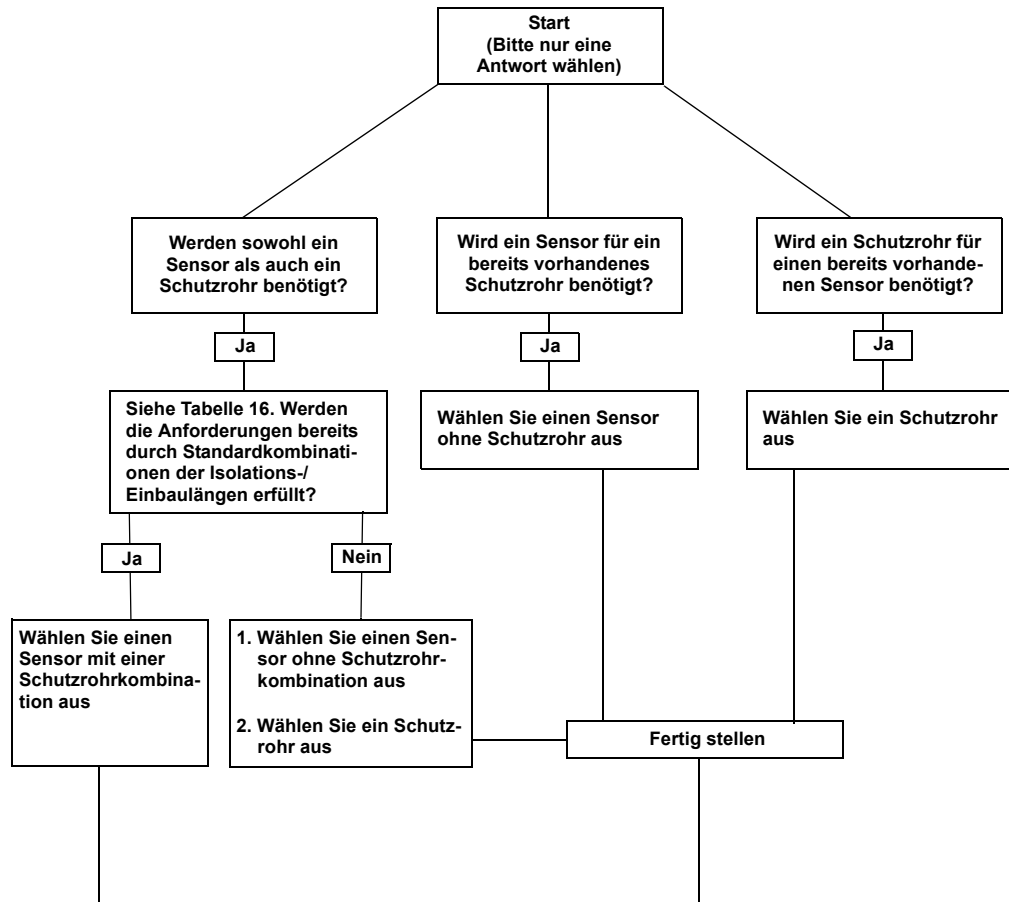 Start
(Bitte nur eine
Antwort wählen)
Werden sowohl ein
Sensor als auch ein
Schutzrohr benötigt?
Wird ein Sensor für ein
bereits vorhandenes
Schutzrohr benötigt?
Wird ein Schutzrohr für
einen bereits vorhande-
nen Sensor benötigt?
Ja
Ja
Ja
Siehe Tabelle 16. Werden
die Anforderungen bereits
durch Standardkombinati-
onen der Isolations-/
Einbaulängen erfüllt?
Wählen Sie einen Sensor
ohne Schutzrohr aus
Wählen Sie ein Schutzrohr
aus
Ja
Nein
Wählen Sie einen
Sensor mit einer
Schutzrohrkombina-
tion aus
1. Wählen Sie einen Sen-
sor ohne Schutzrohr-
kombination aus
2. Wählen Sie ein Schutz-
rohr aus
Fertig stellen